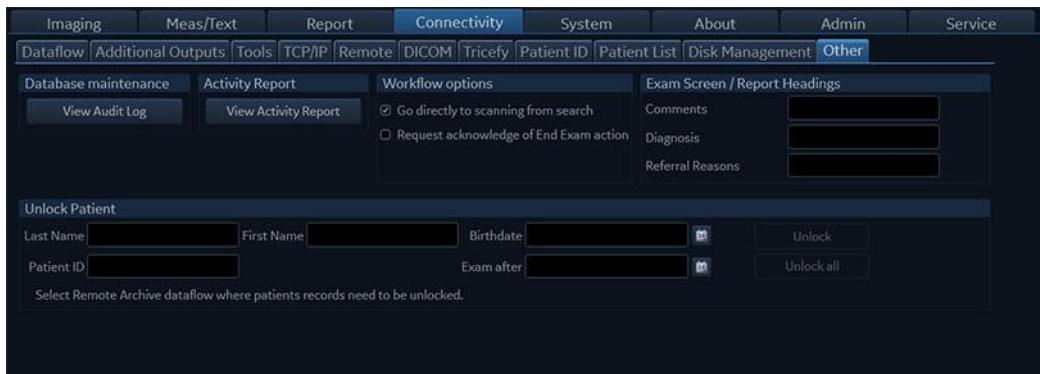 Imaging Meas/Text Report Connectivity System About Admin Service
Dataflow Additional Outputs Tools TCP/IP Remote DICOM Tricefy Patient ID Patient List Disk Management Other
Database maintenance Activity Report Workflow options Exam Screen / Report Headings
View Audit Log View Activity Report Go directly to scanning from search Comments
Request acknowledge of End Exam action Diagnosis
Referral Reasons
Unlock Patient
Last Name First Name Birthdate Unlock
Patient ID Exam after Unlock all
Select Remote Archive dataflow where patients records need to be unlocked.